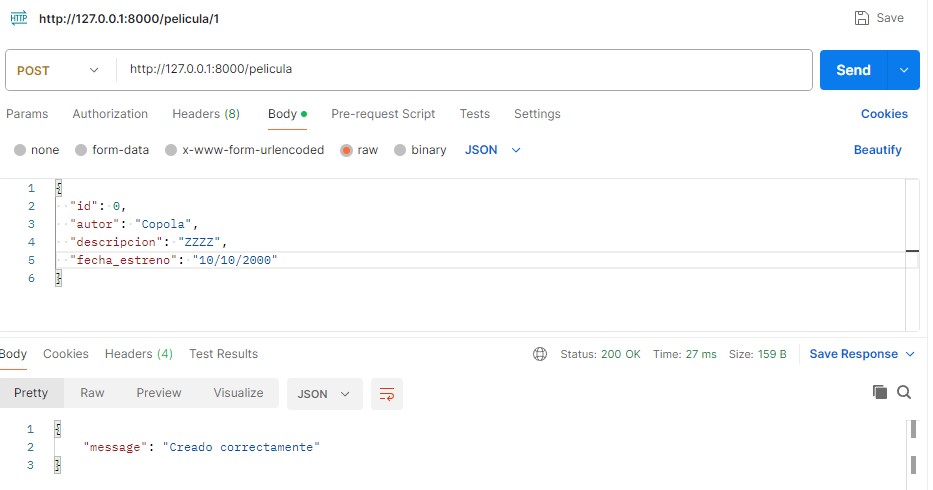 HTTP http://127.0.0.1:8000/pelicula/1 Save
POST http://127.0.0.1:8000/pelicula Send
Params Authorization Headers (8) Body Pre-request Script Tests Settings Cookies
none form-data x-www-form-urlencoded raw binary JSON Beautify
1 {
2 "id": 0,
3 "autor": "Copola",
4 "descripcion": "ZZZZ",
5 "fecha_estreno": "10/10/2000"
6 }
Body Cookies Headers (4) Test Results Status: 200 OK Time: 27 ms Size: 159 B Save Response
Pretty Raw Preview Visualize JSON
1 {
2 "message": "Creado correctamente"
3 }